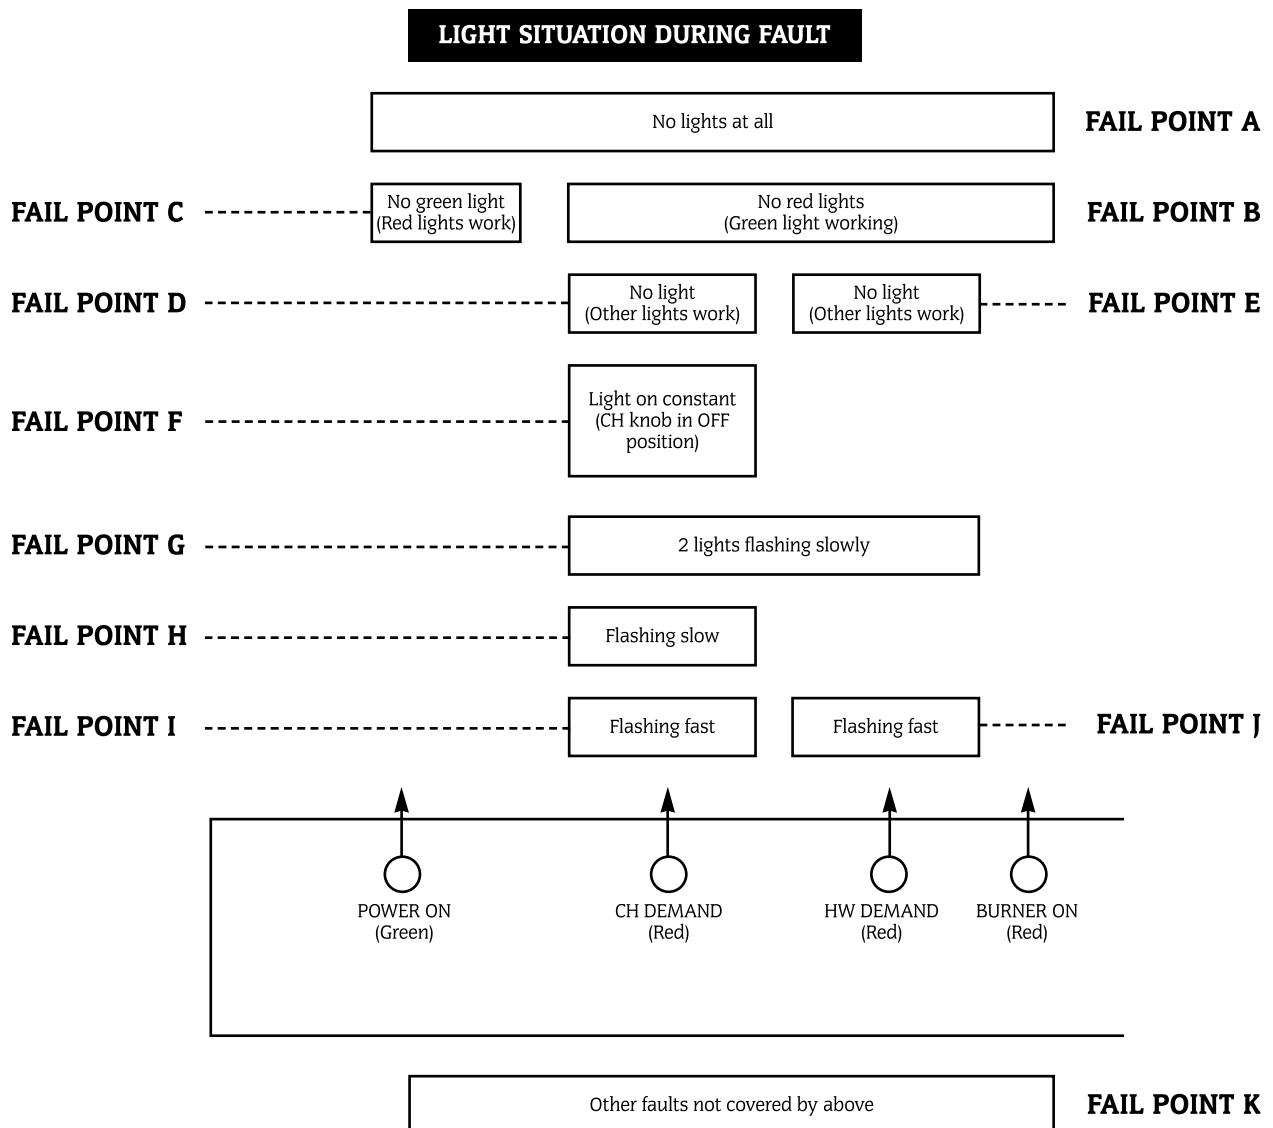 LIGHT SITUATION DURING FAULT
No lights at all
FAIL POINT A
FAIL POINT C
No green light
(Red lights work)
No red lights
(Green light working)
FAIL POINT B
FAIL POINT D
No light
(Other lights work)
No light
(Other lights work)
FAIL POINT E
FAIL POINT F
Light on constant
(CH knob in OFF
position)
FAIL POINT G
2 lights flashing slowly
FAIL POINT H
Flashing slow
FAIL POINT I
Flashing fast
Flashing fast
FAIL POINT J
POWER ON
(Green)
CH DEMAND
(Red)
HW DEMAND
(Red)
BURNER ON
(Red)
Other faults not covered by above
FAIL POINT K